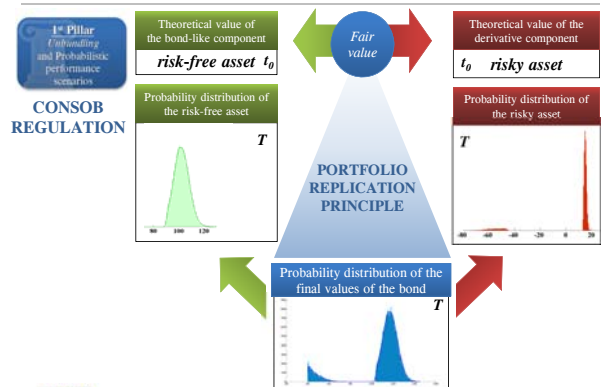 1st Pillar
Unbundling
and Probabilistic
performance
scenarios
CONSOB
REGULATION
Theoretical value of
the bond-like component
risk-free asset t0
Fair
value
Theoretical value of the
derivative component
t0 risky asset
Probability distribution of
the risk-free asset
T
80 100 120
Probability distribution of
the risky asset
T
-80 -60 -40 -20 0 20
PORTFOLIO
REPLICATION
PRINCIPLE
Probability distribution of the
final values of the bond
T